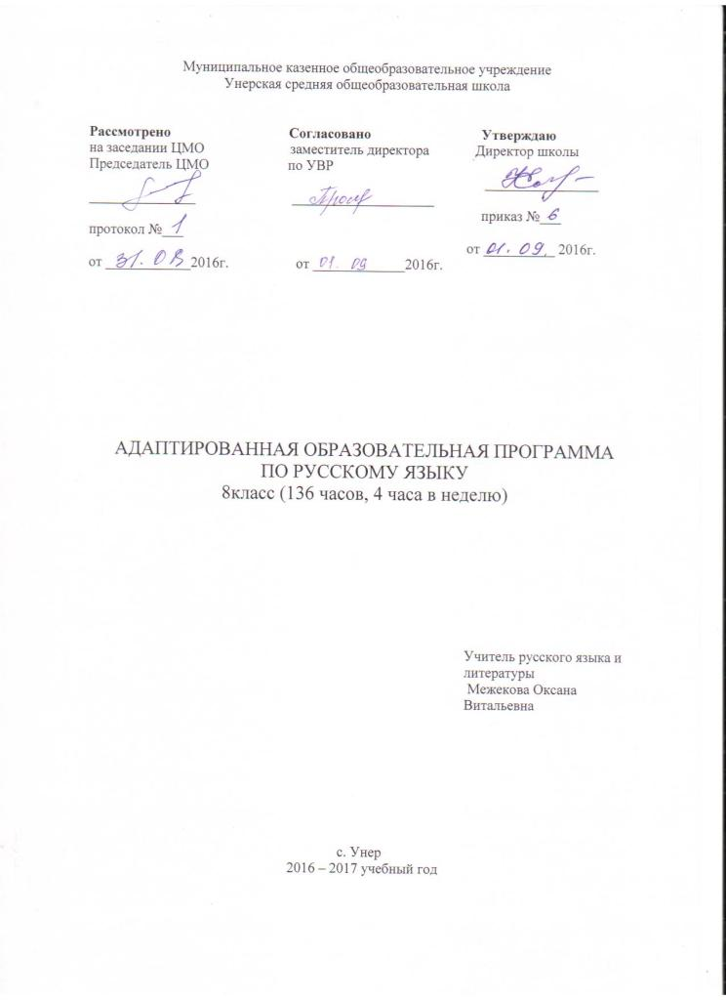 Муниципальное казенное общеобразовательное учреждение
Унерская средняя общеобразовательная школа
Рассмотрено
на заседании ЦМО
Председатель ЦМО
протокол № 1
от 31. 08 2016г.
Согласовано
заместитель директора
по УВР
от 01. 09 2016г.
Утверждаю
Директор школы
приказ № 6
от 01. 09. 2016г.
АДАПТИРОВАННАЯ ОБРАЗОВАТЕЛЬНАЯ ПРОГРАММА
ПО РУССКОМУ ЯЗЫКУ
8класс (136 часов, 4 часа в неделю)
Учитель русского языка и
литературы
Межекова Оксана
Витальевна
с. Унер
2016 – 2017 учебный год